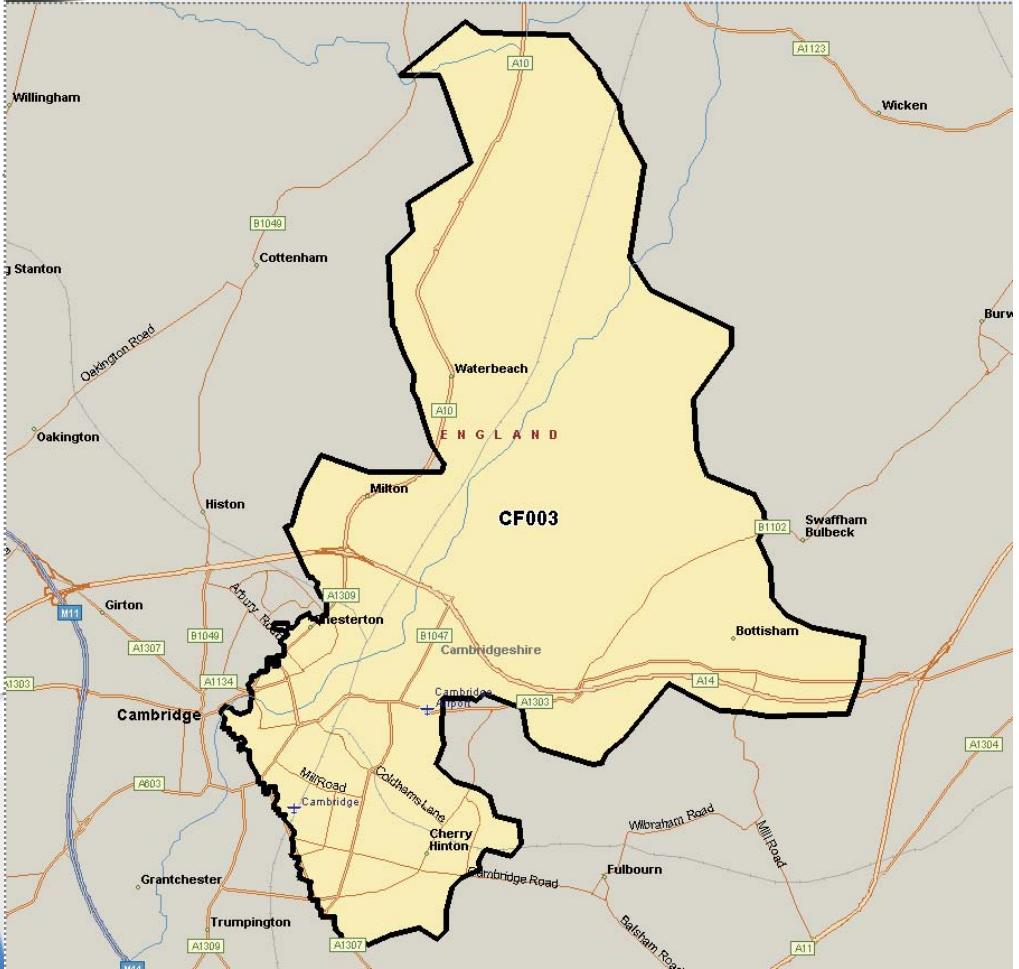 A10
A1123
Willingham
Wicken
B1049
Cottenham
Stanton
Oakington Road
Waterbeach
A10
ENGLAND
Oakington
Milton
Histon
CF003
B1102
Swaffham
Bulbeck
M11
Girton
A1309
Arbury Road
Chesterton
B1049
B1047
Bottisham
A1307
Cambridgeshire
A1134
A14
Cambridge
Airport
A1303
Cambridge
A1304
A603
Mill Road
Coldhams Lane
Cambridge
Wilbraham Road
Mill Road
Cherry
Hinton
Fulbourn
Cambridge Road
Grantchester
Trumpington
Balsham Road
A1309
A1307
A11